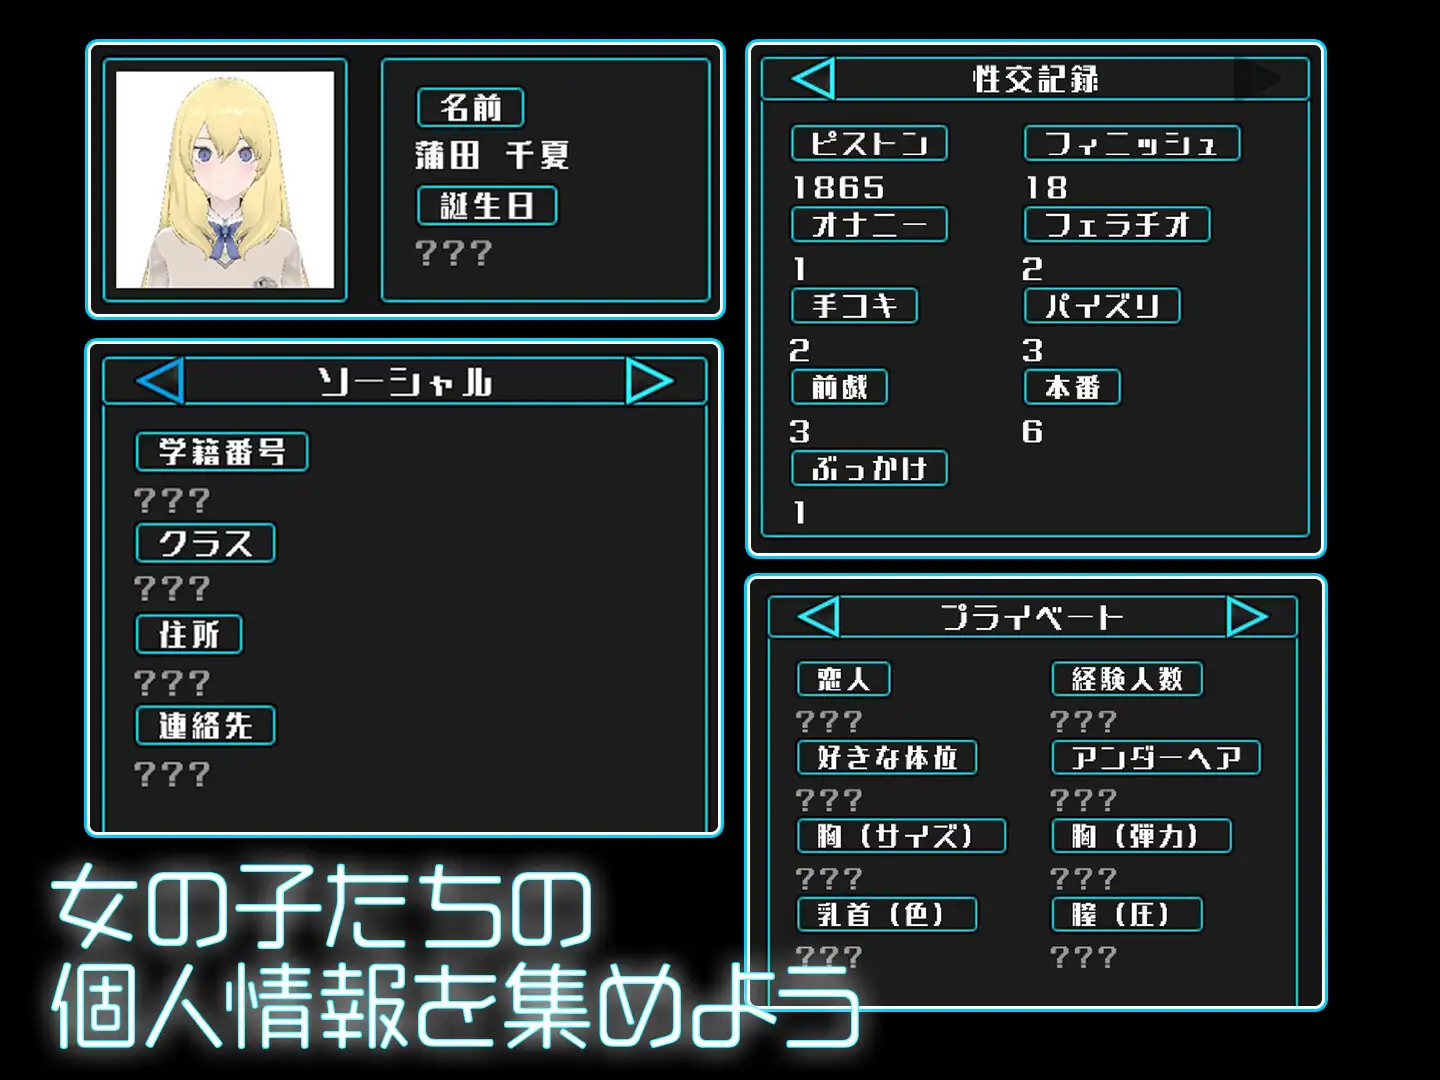 名前
蒲田 千夏
誕生日
???
ソーシャル
学籍番号
???
クラス
???
住所
???
連絡先
???
性交記録
ピストン フィニッシュ
1865 18
オナニー フェラチオ
1 2
手コキ パイズリ
2 3
前戯 本番
3 6
ぶっかけ
1
プライベート
恋人 経験人数
??? ???
好きな体位 アンダーヘア
??? ???
胸（サイズ） 胸（弾力）
??? ???
乳首（色） 膣（圧）
??? ???
女の子たちの
個人情報を集めよう